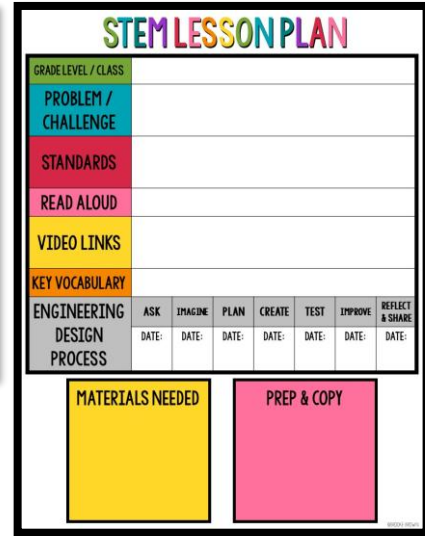 STEM LESSON PLAN
GRADE LEVEL / CLASS
PROBLEM /
CHALLENGE
STANDARDS
READ ALOUD
VIDEO LINKS
KEY VOCABULARY
ENGINEERING
DESIGN
PROCESS
ASK IMAGINE PLAN CREATE TEST IMPROVE REFLECT
& SHARE
DATE: DATE: DATE: DATE: DATE: DATE: DATE:
MATERIALS NEEDED
PREP & COPY